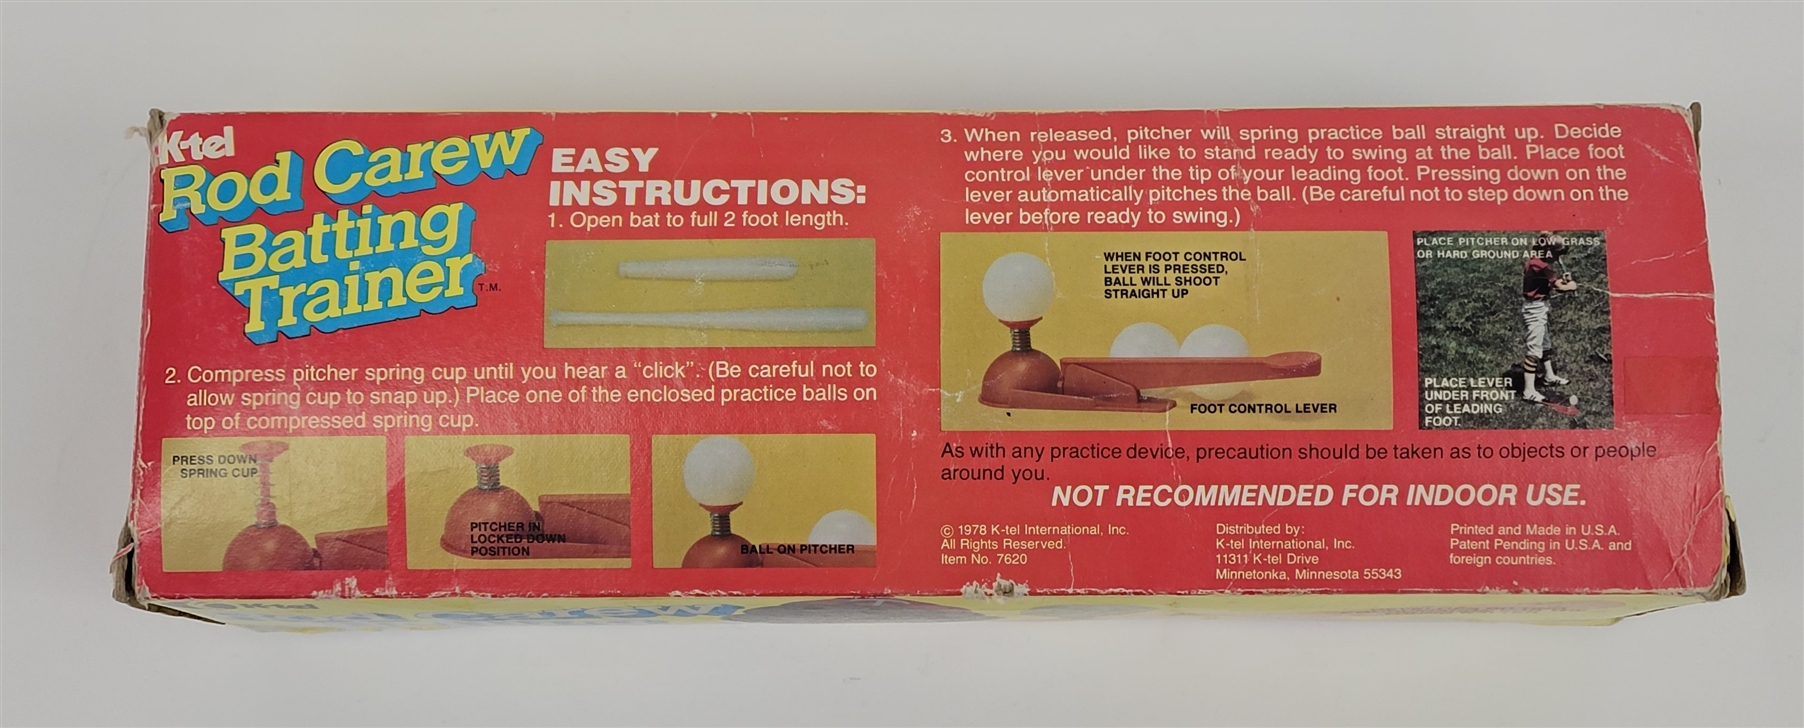 K-tel
Rod Carew
Batting
Trainer
T.M.
EASY
INSTRUCTIONS:
1. Open bat to full 2 foot length.
2. Compress pitcher spring cup until you hear a “click”. (Be careful not to
allow spring cup to snap up.) Place one of the enclosed practice balls on
top of compressed spring cup.
PRESS DOWN
SPRING CUP
PITCHER IN
LOCKED DOWN
POSITION
BALL ON PITCHER
3. When released, pitcher will spring practice ball straight up. Decide
where you would like to stand ready to swing at the ball. Place foot
control lever under the tip of your leading foot. Pressing down on the
lever automatically pitches the ball. (Be careful not to step down on the
lever before ready to swing.)
WHEN FOOT CONTROL
LEVER IS PRESSED,
BALL WILL SHOOT
STRAIGHT UP
FOOT CONTROL LEVER
PLACE PITCHER ON LOW GRASS
OR HARD GROUND AREA
PLACE LEVER
UNDER FRONT
OF LEADING
FOOT.
As with any practice device, precaution should be taken as to objects or people
around you.
NOT RECOMMENDED FOR INDOOR USE.
© 1978 K-tel International, Inc.
All Rights Reserved.
Item No. 7620
Distributed by:
K-tel International, Inc.
11311 K-tel Drive
Minnetonka, Minnesota 55343
Printed and Made in U.S.A.
Patent Pending in U.S.A. and
foreign countries.